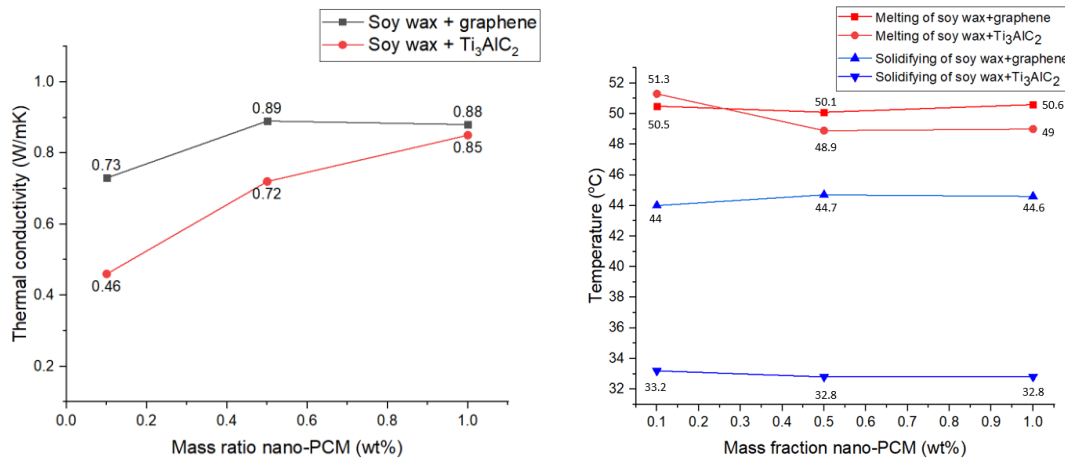 Soy wax + graphene
Soy wax + Ti₃AlC₂
Thermal conductivity (W/mK)
1.0
0.8
0.6
0.4
0.2
0.73
0.89
0.88
0.46
0.72
0.85
0.0 0.2 0.4 0.6 0.8 1.0
Mass ratio nano-PCM (wt%)
Melting of soy wax+graphene
Melting of soy wax+Ti₃AlC₂
Solidifying of soy wax+graphene
Solidifying of soy wax+Ti₃AlC₂
Temperature (ºC)
52
50
48
46
44
42
40
38
36
34
32
51.3
50.5
50.1
50.6
48.9
49
44
44.7
44.6
33.2
32.8
32.8
0.1 0.2 0.3 0.4 0.5 0.6 0.7 0.8 0.9 1.0
Mass fraction nano-PCM (wt%)